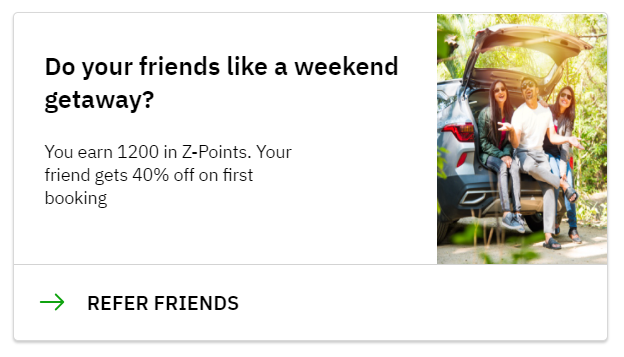 Do your friends like a weekend
getaway?
You earn 1200 in Z-Points. Your
friend gets 40% off on first
booking
REFER FRIENDS